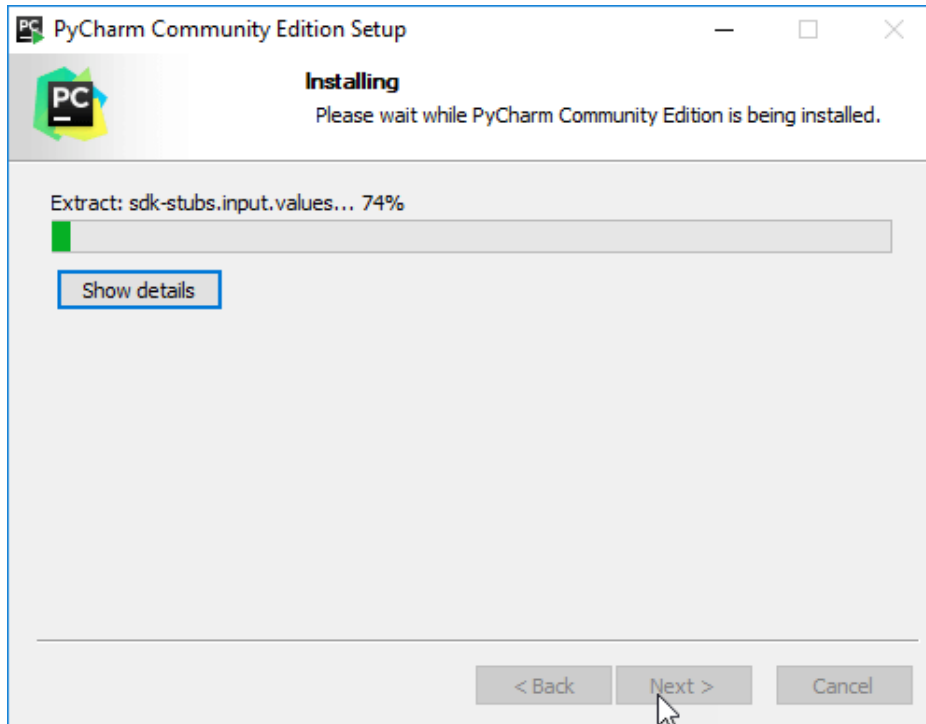 PC PyCharm Community Edition Setup
PC
Installing
Please wait while PyCharm Community Edition is being installed.
Extract: sdk-stubs.input.values... 74%
Show details
< Back Next > Cancel